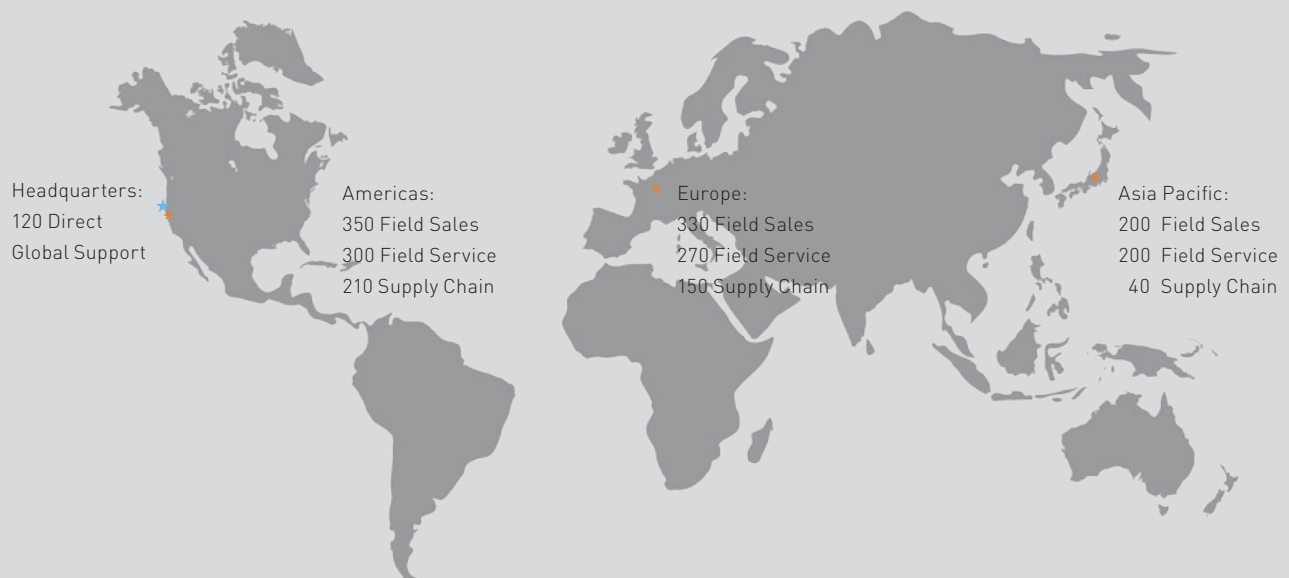 Headquarters:
120 Direct
Global Support
Americas:
350 Field Sales
300 Field Service
210 Supply Chain
Europe:
330 Field Sales
270 Field Service
150 Supply Chain
Asia Pacific:
200 Field Sales
200 Field Service
40 Supply Chain